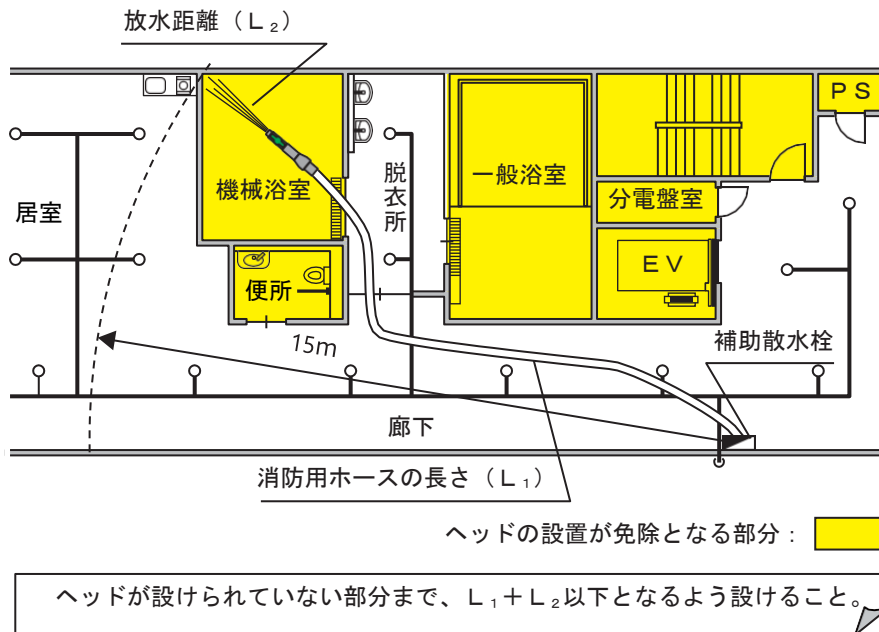 放水距離（Ｌ₂）
ＰＳ
脱衣所
一般浴室
機械浴室
分電盤室
居室
ＥＶ
便所
15m
補助散水栓
廊下
消防用ホースの長さ（Ｌ₁）
ヘッドの設置が免除となる部分：
ヘッドが設けられていない部分まで、Ｌ₁＋Ｌ₂以下となるよう設けること。